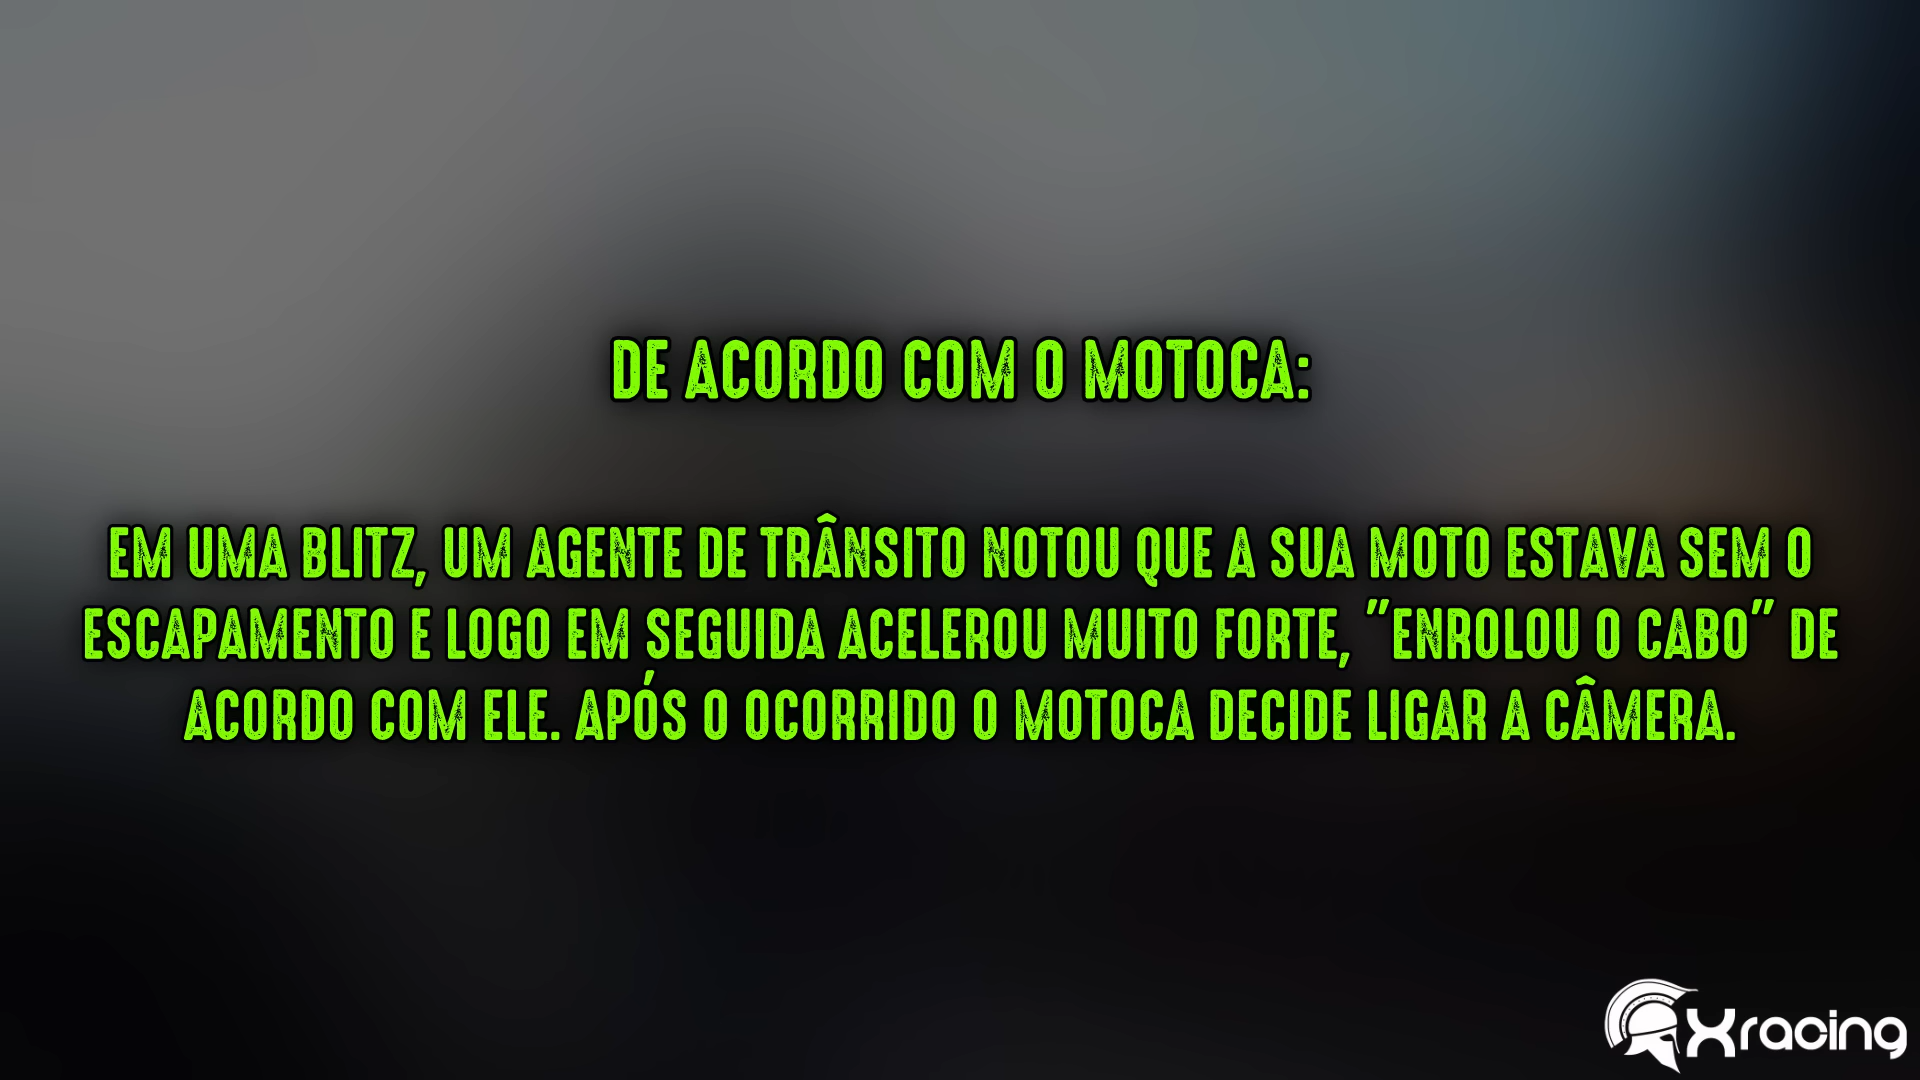 DE ACORDO COM O MOTOCA:
EM UMA BLITZ, UM AGENTE DE TRÂNSITO NOTOU QUE A SUA MOTO ESTAVA SEM O
ESCAPAMENTO E LOGO EM SEGUIDA ACELEROU MUITO FORTE, "ENROLOU O CABO" DE
ACORDO COM ELE. APÓS O OCORRIDO O MOTOCA DECIDE LIGAR A CÂMERA.
Xracing